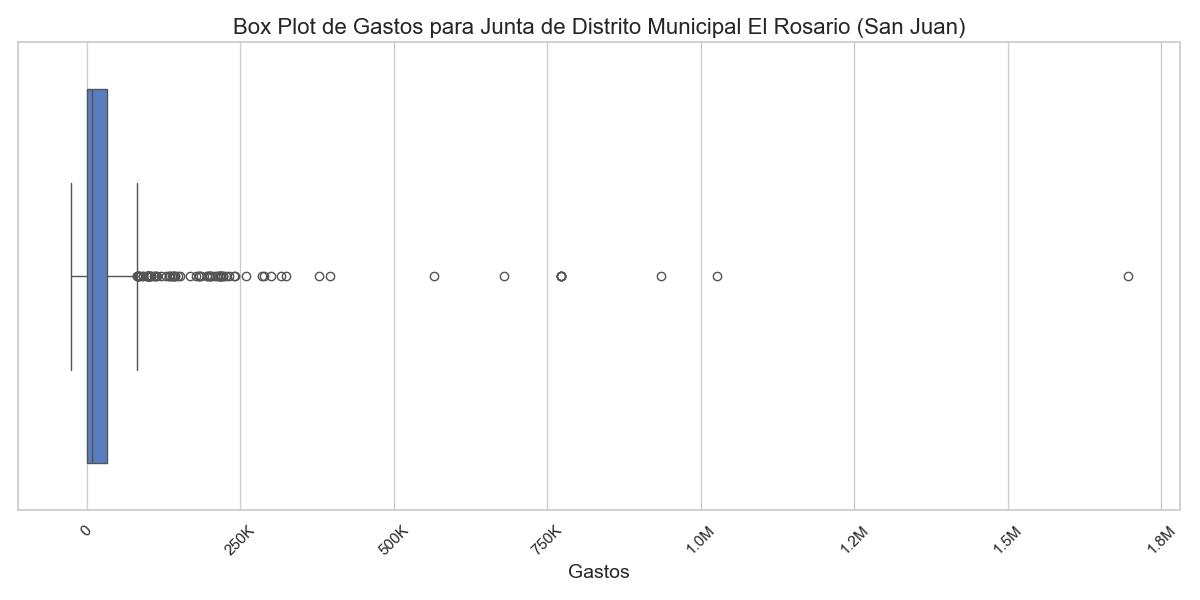 Box Plot de Gastos para Junta de Distrito Municipal El Rosario (San Juan)
0
250K
500K
750K
1.0M
1.2M
1.5M
1.8M
Gastos